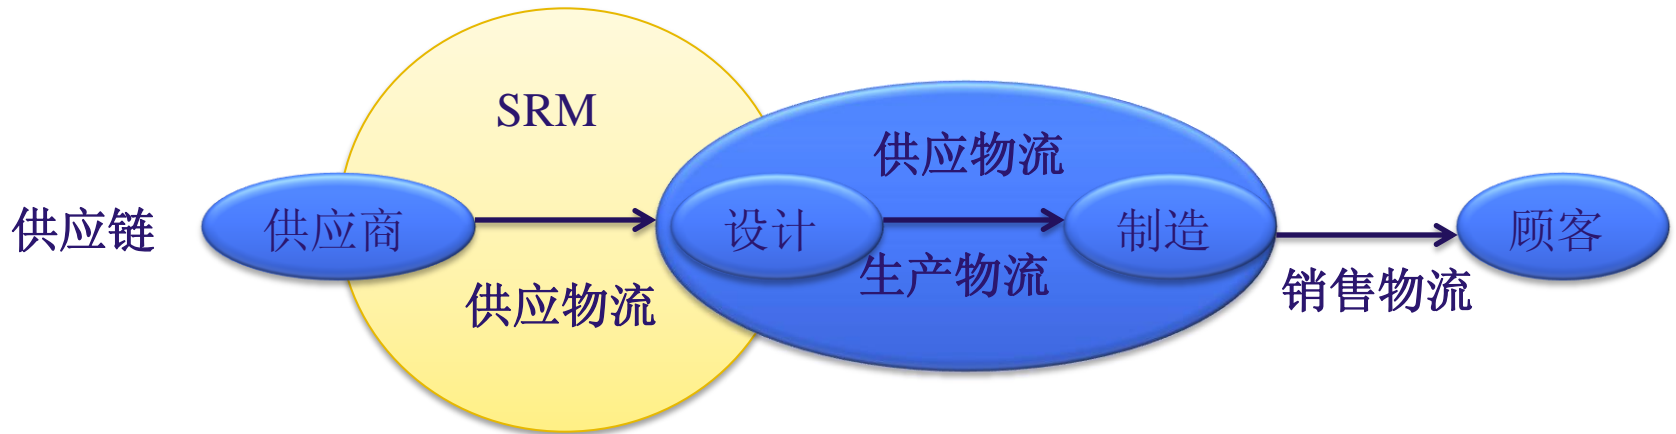 SRM
供应物流
供应链
供应商
设计
制造
顾客
生产物流
供应物流
销售物流